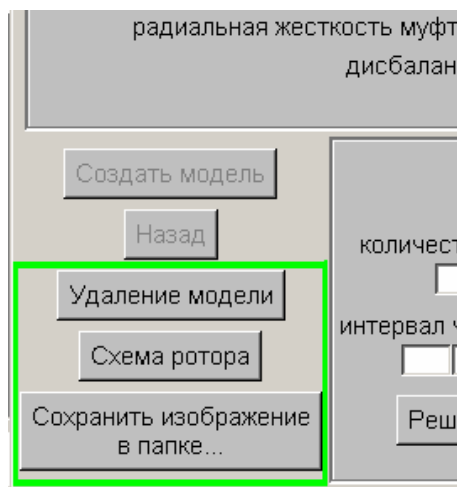 радиальная жесткость муфт
дисбалан
Создать модель
Назад
Удаление модели
Схема ротора
Сохранить изображение
в папке...
количест
интервал
Реш